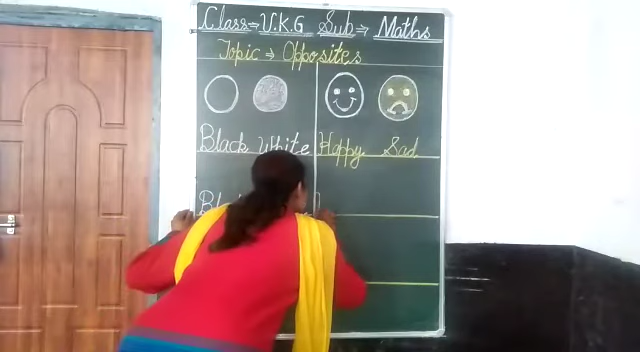 Class→U.K.G Sub→ Maths
Topic → Opposites
Black White Happy Sad